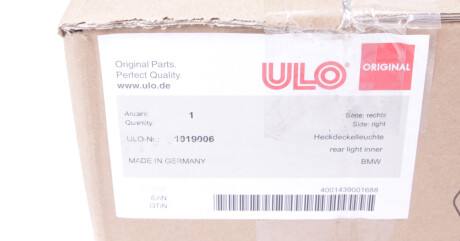 Original Parts.
Perfect Quality.
www.ulo.de
ULO
ORIGINAL
Anzahl: 1
Quantity:
Seite: rechts
Side: right
ULO-Nr.: 1019006
Heckdeckelleuchte
rear light inner
MADE IN GERMANY
BMW
4001439001688
EAN
GTIN